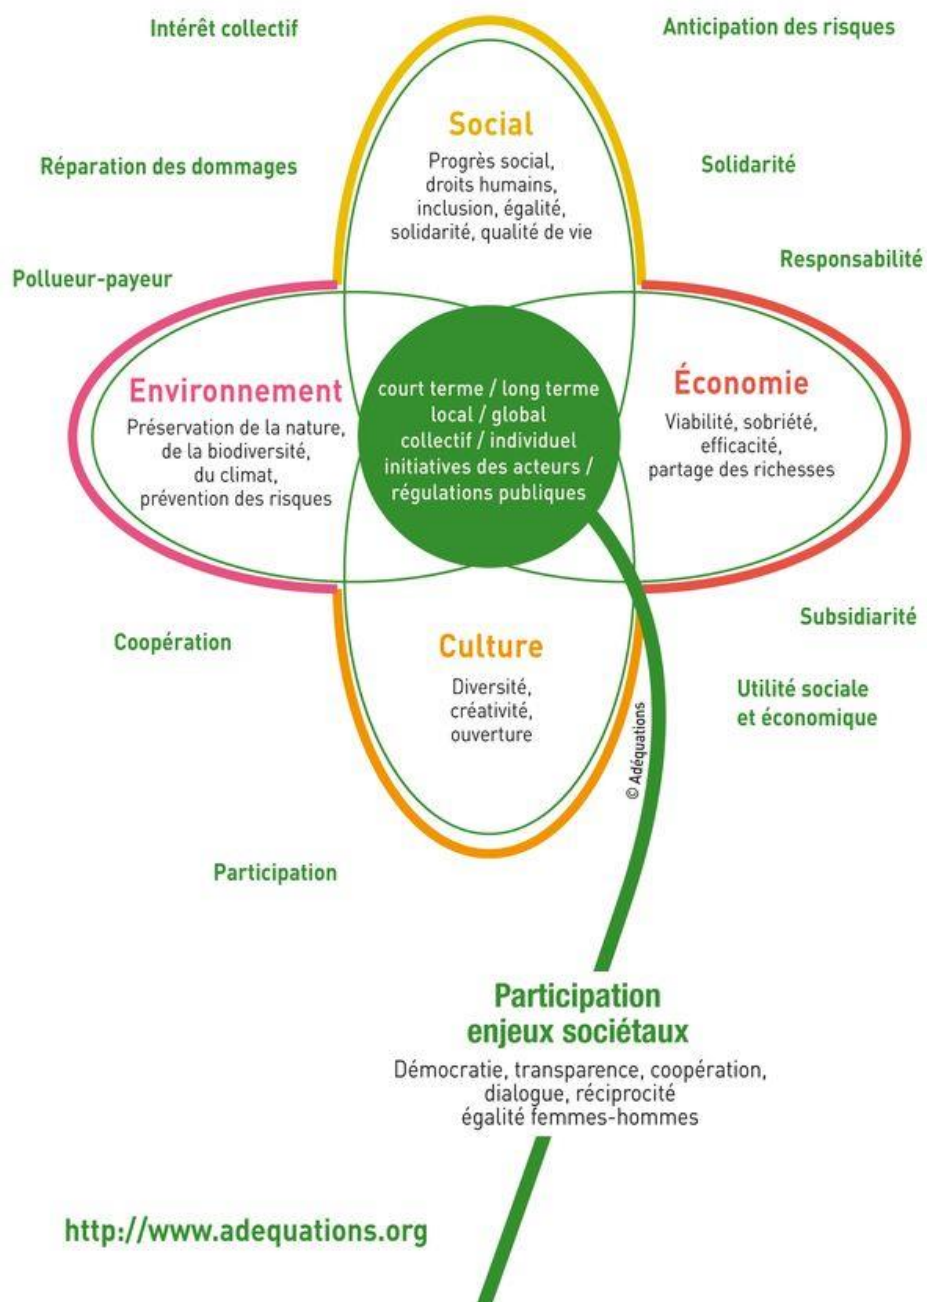 Intérêt collectif
Anticipation des risques
Social
Progrès social,
droits humains,
inclusion, égalité,
solidarité, qualité de vie
Réparation des dommages
Solidarité
Pollueur-payeur
Responsabilité
Environnement
Préservation de la nature,
de la biodiversité,
du climat,
prévention des risques
court terme / long terme
local / global
collectif / individuel
initiatives des acteurs /
régulations publiques
Économie
Viabilité, sobriété,
efficacité,
partage des richesses
Coopération
Culture
Diversité,
créativité,
ouverture
Subsidiarité
Utilité sociale
et économique
© Adéquations
Participation
Participation
enjeux sociétaux
Démocratie, transparence, coopération,
dialogue, réciprocité
égalité femmes-hommes
http://www.adequations.org